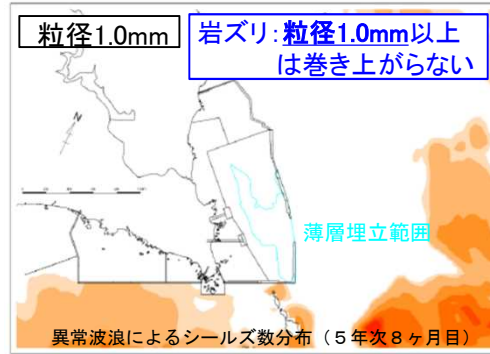 粒径1.0mm
岩ズリ：粒径1.0mm以上
は巻き上がらない
N
薄層埋立範囲
異常波浪によるシールズ数分布（５年次８ヶ月目）